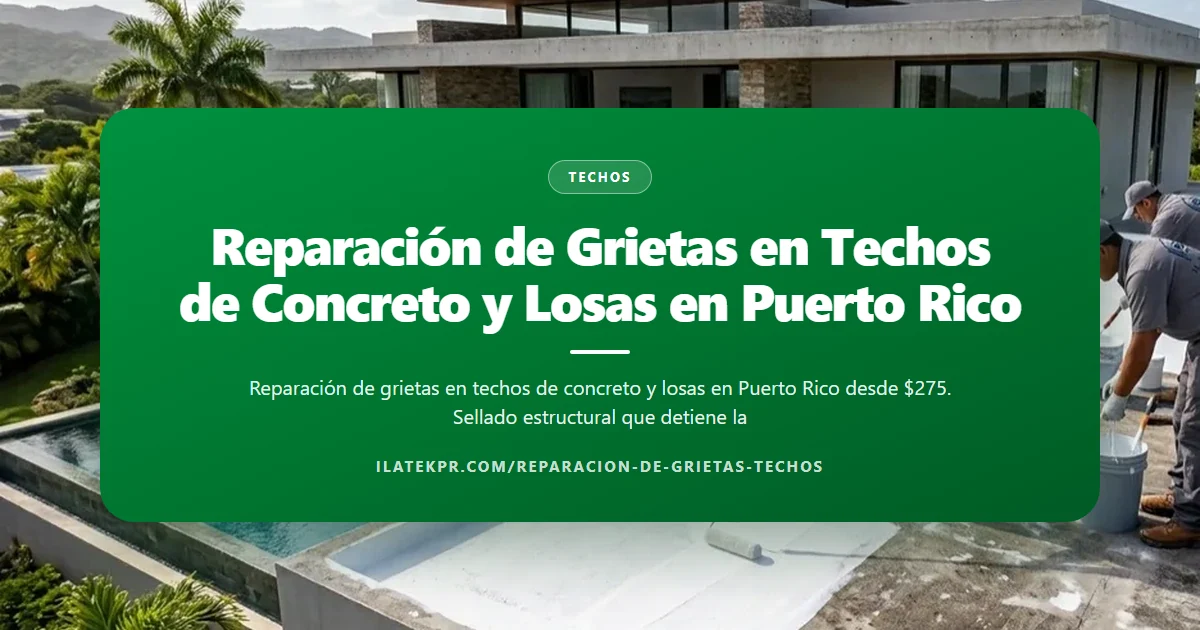 TECHOS
Reparación de Grietas en Techos
de Concreto y Losas en Puerto Rico
Reparación de grietas en techos de concreto y losas en Puerto Rico desde $275.
Sellado estructural que detiene la
ILATEKPR.COM/REPARACION-DE-GRIETAS-TECHOS